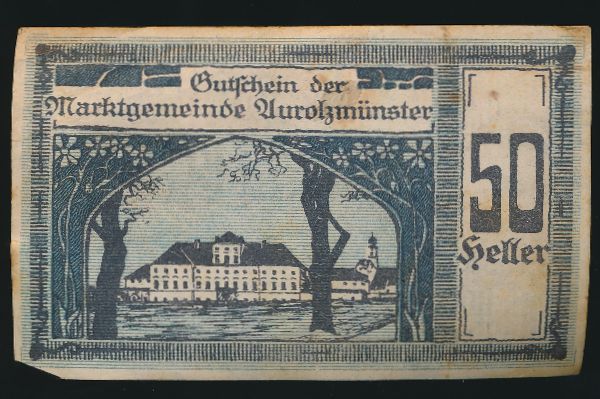 Gutschein der
Marktgemeinde Aurolzmünster
50
Heller